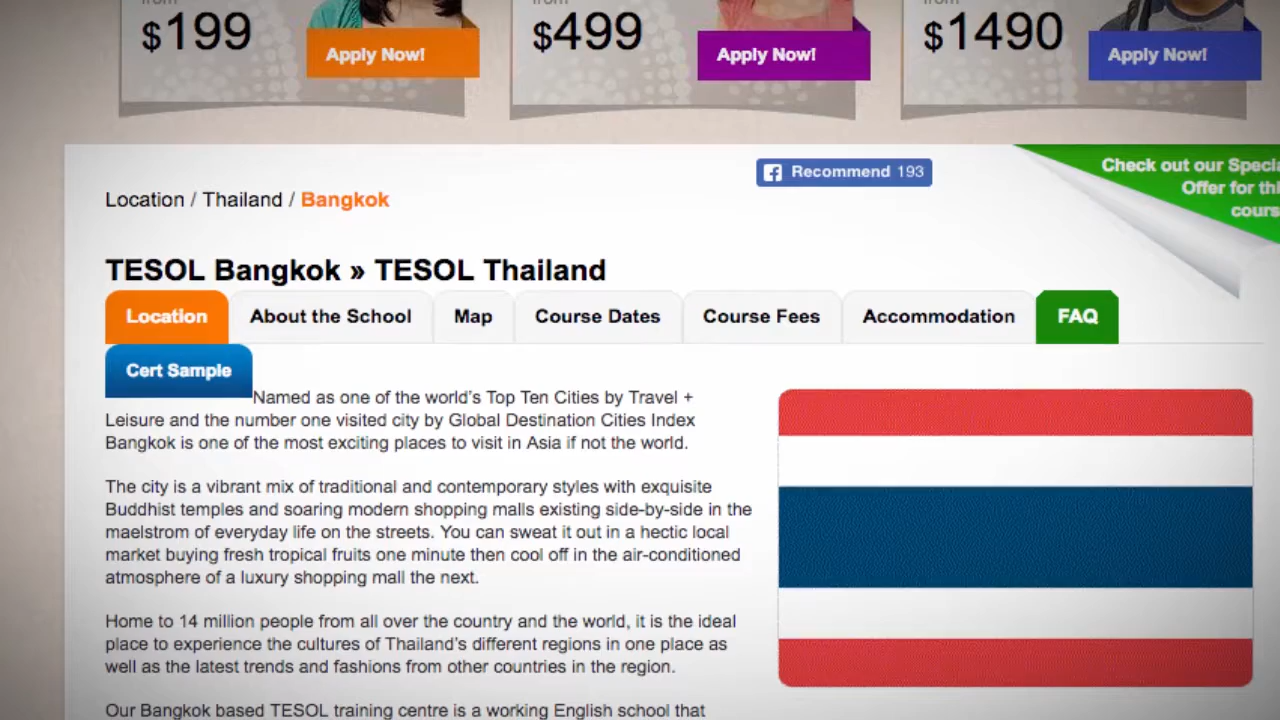 from
from
from
$199
$499
$1490
Apply Now!
Apply Now!
Apply Now!
Recommend 193
Check out our Specia
Offer for thi
cours
Location / Thailand / Bangkok
TESOL Bangkok » TESOL Thailand
Location
About the School
Map
Course Dates
Course Fees
Accommodation
FAQ
Cert Sample
Named as one of the world's Top Ten Cities by Travel +
Leisure and the number one visited city by Global Destination Cities Index
Bangkok is one of the most exciting places to visit in Asia if not the world.
The city is a vibrant mix of traditional and contemporary styles with exquisite
Buddhist temples and soaring modern shopping malls existing side-by-side in the
maelstrom of everyday life on the streets. You can sweat it out in a hectic local
market buying fresh tropical fruits one minute then cool off in the air-conditioned
atmosphere of a luxury shopping mall the next.
Home to 14 million people from all over the country and the world, it is the ideal
place to experience the cultures of Thailand's different regions in one place as
well as the latest trends and fashions from other countries in the region.
Our Bangkok based TESOL training centre is a working English school that